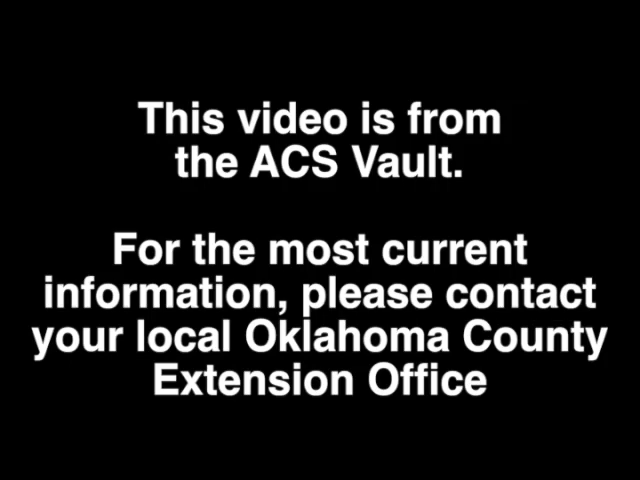 This video is from
the ACS Vault.
For the most current
information, please contact
your local Oklahoma County
Extension Office